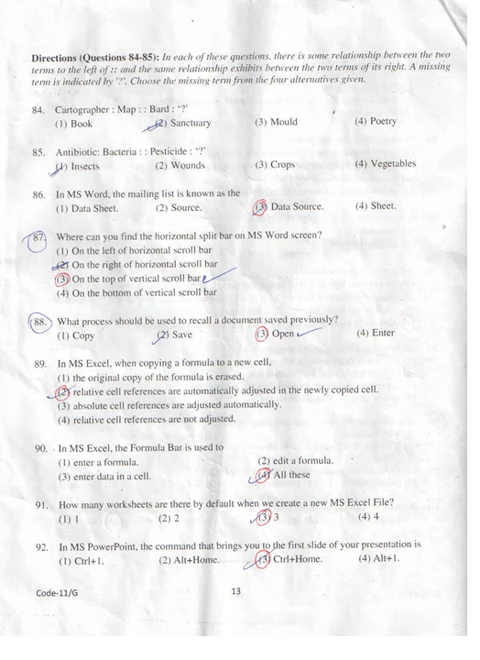 Directions (Questions 84-85): In each of these questions, there is some relationship between the two
terms to the left of :: and the same relationship exhibits between the two terms of its right. A missing
term is indicated by '?'. Choose the missing term from the four alternatives given.
84. Cartographer : Map : : Bard : '?'
(1) Book (2) Sanctuary (3) Mould (4) Poetry
85. Antibiotic: Bacteria : : Pesticide : '?'
(1) Insects (2) Wounds (3) Crops (4) Vegetables
86. In MS Word, the mailing list is known as the
(1) Data Sheet. (2) Source. (3) Data Source. (4) Sheet.
87. Where can you find the horizontal split bar on MS Word screen?
(1) On the left of horizontal scroll bar
(2) On the right of horizontal scroll bar
(3) On the top of vertical scroll bar
(4) On the bottom of vertical scroll bar
88. What process should be used to recall a document saved previously?
(1) Copy (2) Save (3) Open (4) Enter
89. In MS Excel, when copying a formula to a new cell,
(1) the original copy of the formula is erased.
(2) relative cell references are automatically adjusted in the newly copied cell.
(3) absolute cell references are adjusted automatically.
(4) relative cell references are not adjusted.
90. In MS Excel, the Formula Bar is used to
(1) enter a formula. (2) edit a formula.
(3) enter data in a cell. (4) All these
91. How many worksheets are there by default when we create a new MS Excel File?
(1) 1 (2) 2 (3) 3 (4) 4
92. In MS PowerPoint, the command that brings you to the first slide of your presentation is
(1) Ctrl+1. (2) Alt+Home. (3) Ctrl+Home. (4) Alt+1.
Code-11/G 13